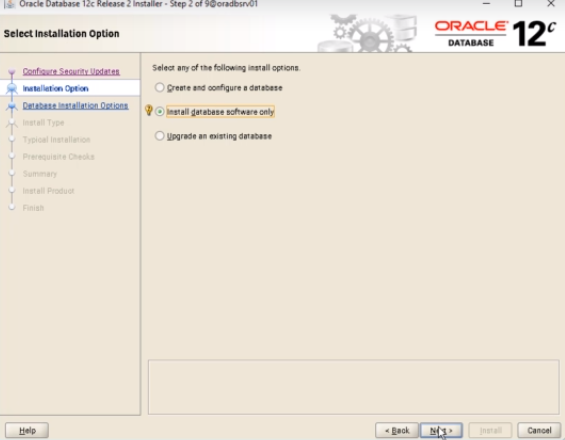 Oracle Database 12c Release 2 Installer - Step 2 of 9@oradbsrv01
Select Installation Option
ORACLE
DATABASE
12c
Configure Security Updates
Installation Option
Database Installation Options
Install Type
Typical Installation
Prerequisite Checks
Summary
Install Product
Finish
Select any of the following install options.
Create and configure a database
Install database software only
Upgrade an existing database
Help
< Back
Next >
Install
Cancel